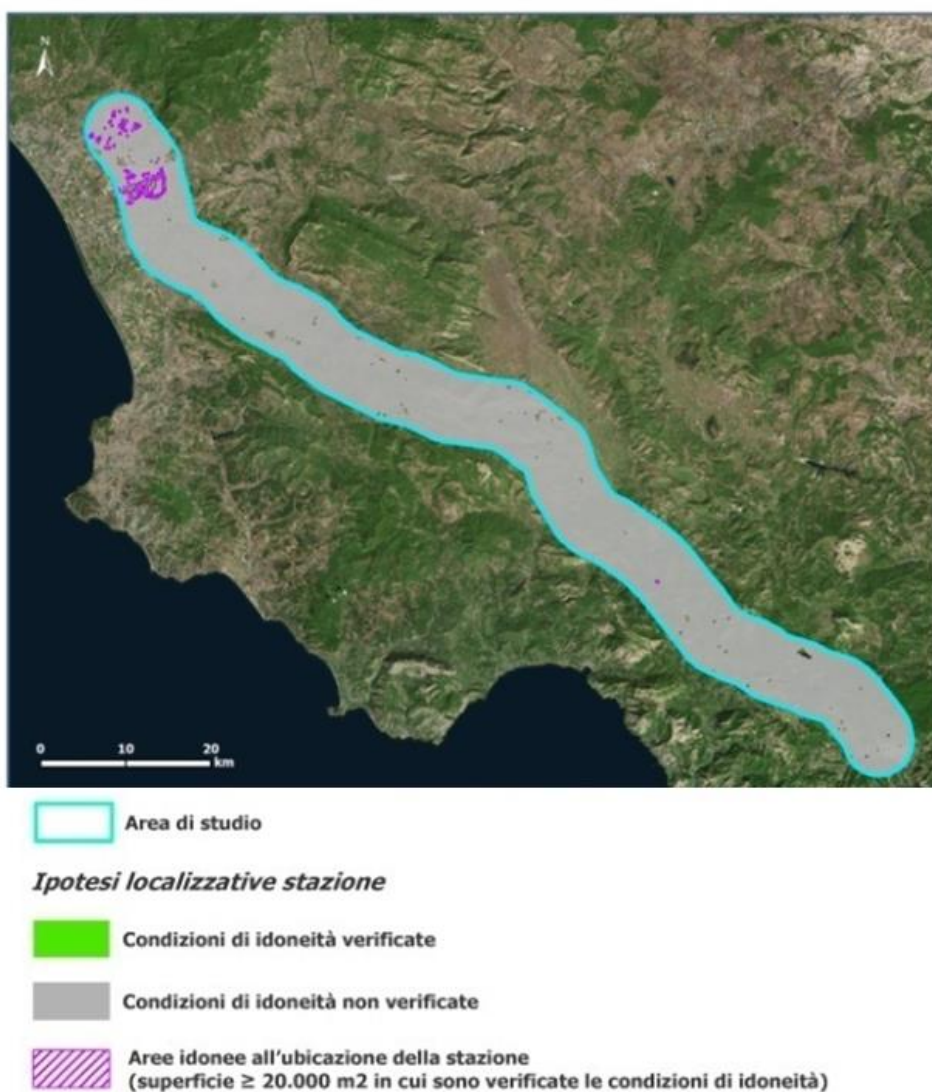 N
0 10 20
km
Area di studio
Ipotesi localizzative stazione
Condizioni di idoneità verificate
Condizioni di idoneità non verificate
Aree idonee all'ubicazione della stazione
(superficie ≥ 20.000 m2 in cui sono verificate le condizioni di idoneità)